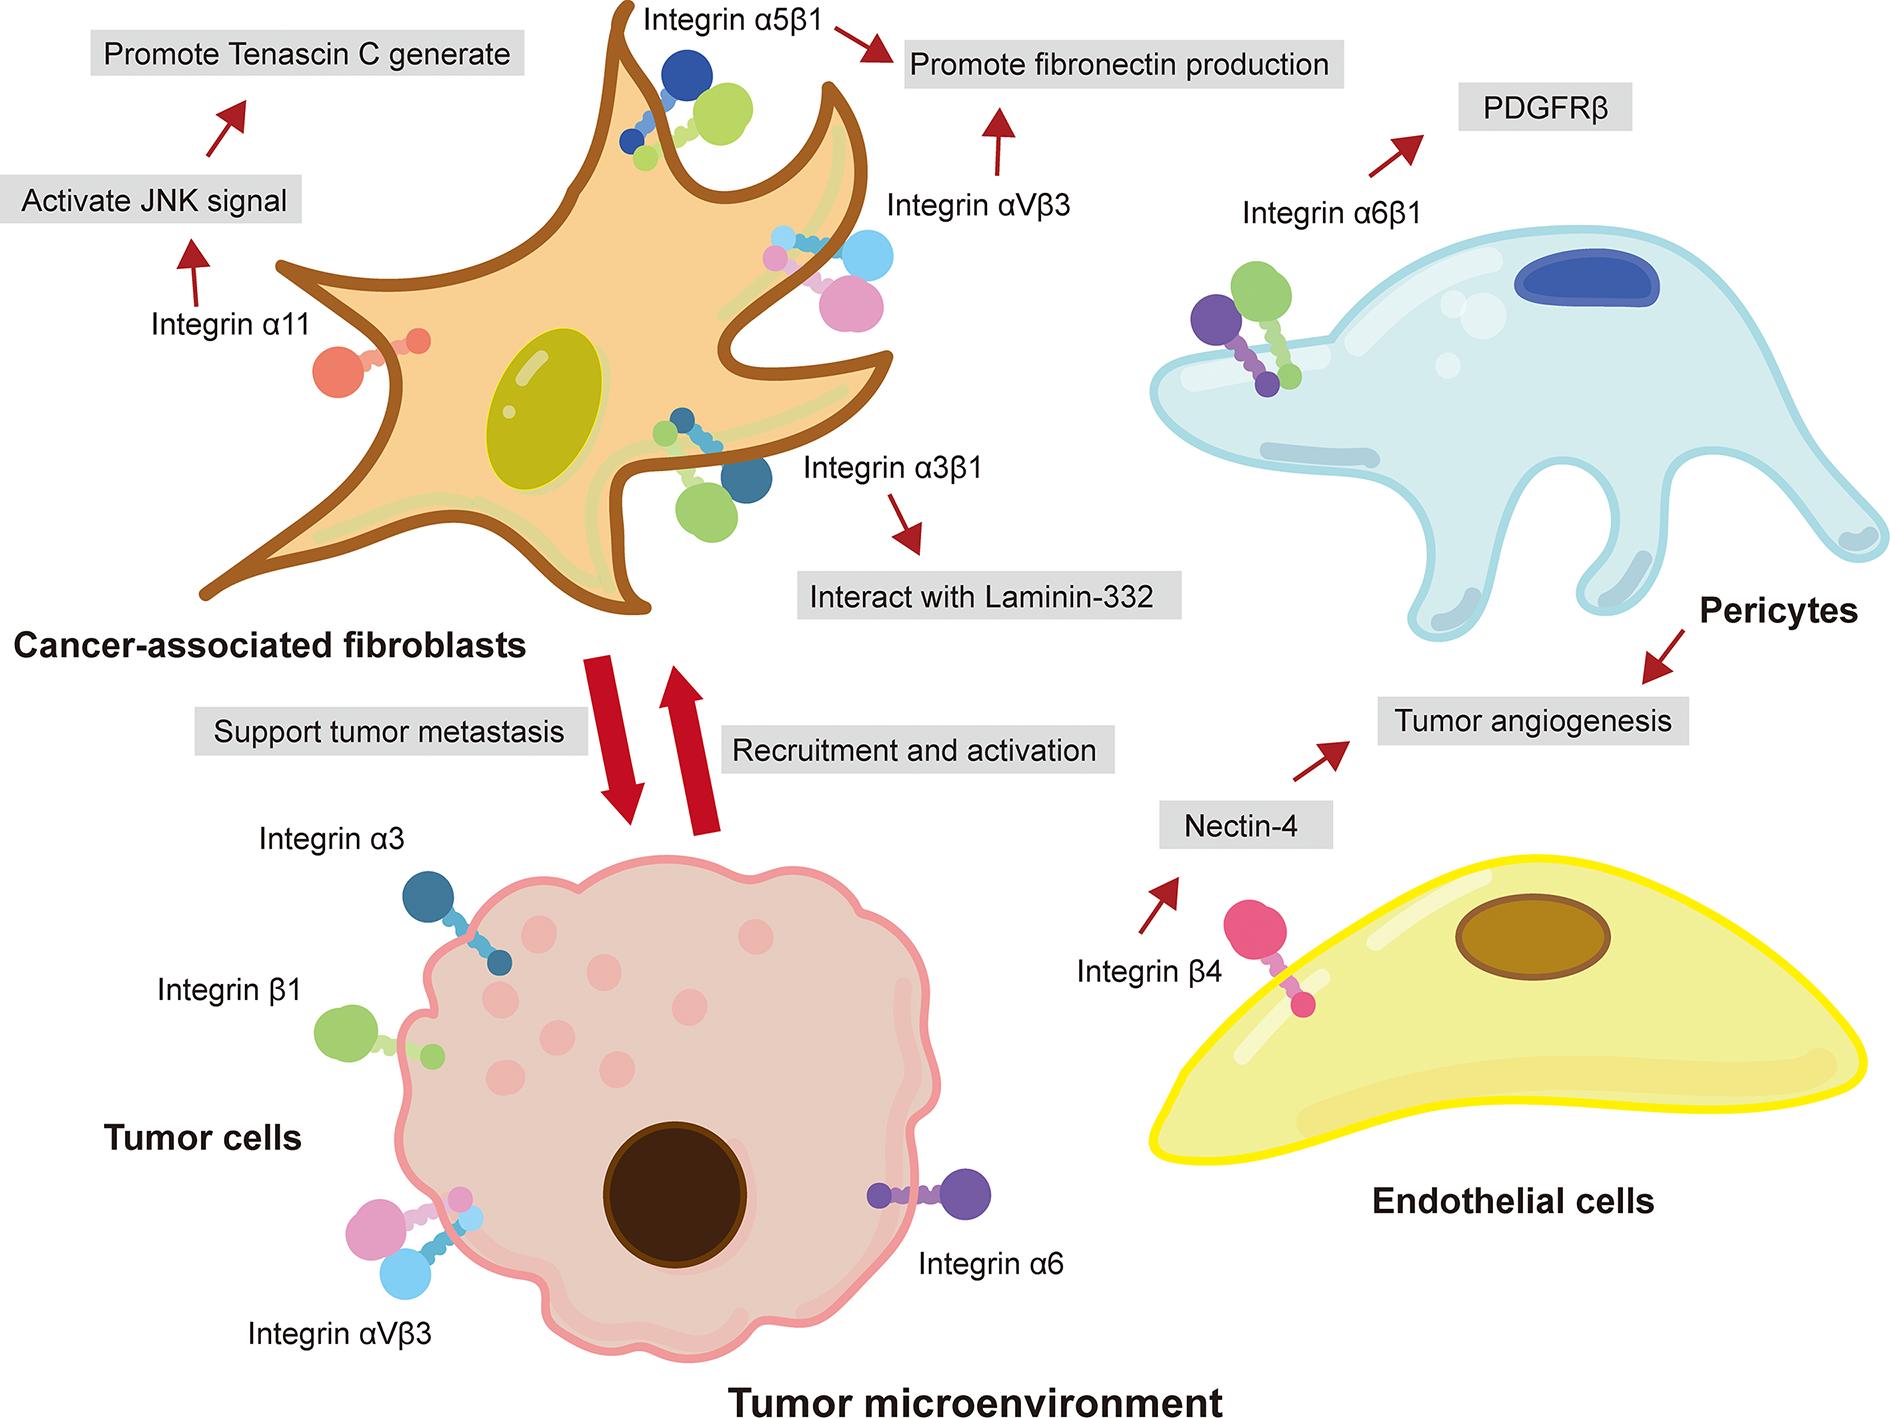 Integrin α5β1
Promote Tenascin C generate
Promote fibronectin production
PDGFRβ
Activate JNK signal
Integrin αVβ3
Integrin α6β1
Integrin α11
Integrin α3β1
Interact with Laminin-332
Pericytes
Cancer-associated fibroblasts
Support tumor metastasis
Recruitment and activation
Tumor angiogenesis
Nectin-4
Integrin α3
Integrin β4
Integrin β1
Tumor cells
Endothelial cells
Integrin α6
Integrin αVβ3
Tumor microenvironment